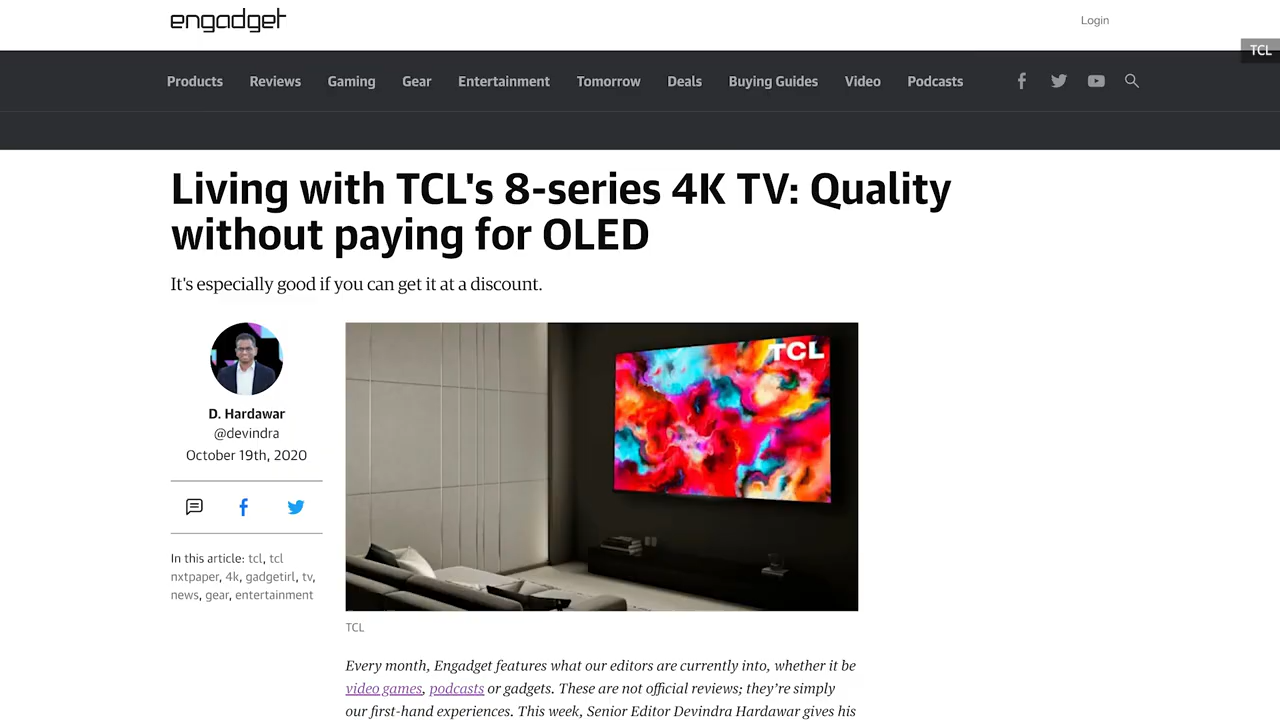 engadget
Login
TCL
Products Reviews Gaming Gear Entertainment Tomorrow Deals Buying Guides Video Podcasts
Living with TCL's 8-series 4K TV: Quality
without paying for OLED
It's especially good if you can get it at a discount.
TCL
D. Hardawar
@devindra
October 19th, 2020
In this article: tcl, tcl
nxtpaper, 4k, gadgetirl, tv,
news, gear, entertainment
TCL
Every month, Engadget features what our editors are currently into, whether it be
video games, podcasts or gadgets. These are not official reviews; they're simply
our first-hand experiences. This week, Senior Editor Devindra Hardawar gives his